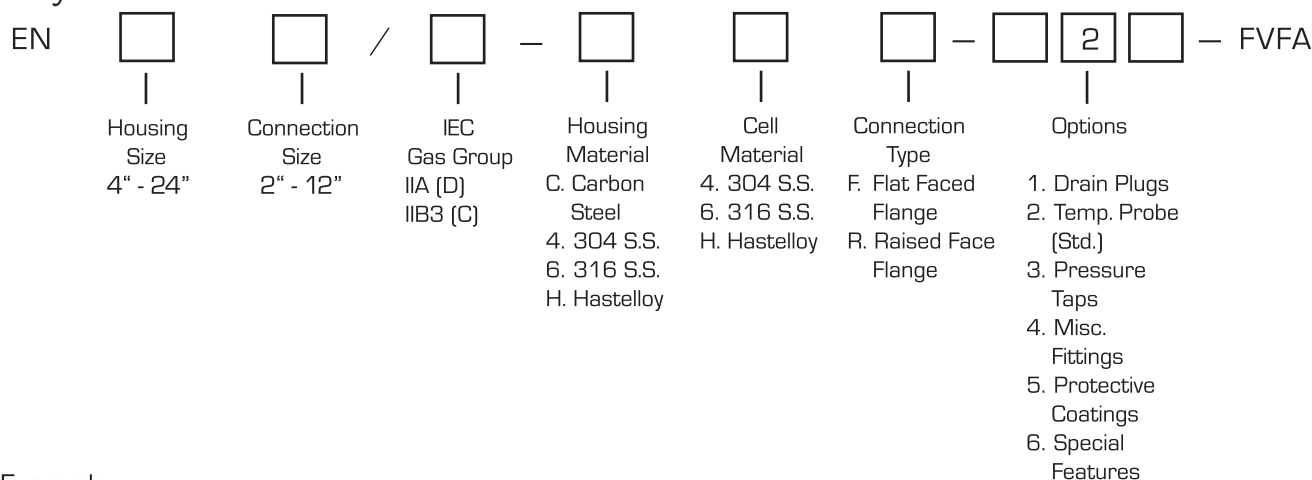 EN / – – 2 – FVFA
Housing
Size
4“ - 24”
Connection
Size
2“ - 12”
IEC
Gas Group
IIA (D)
IIB3 (C)
Housing
Material
C. Carbon
Steel
4. 304 S.S.
6. 316 S.S.
H. Hastelloy
Cell
Material
4. 304 S.S.
6. 316 S.S.
H. Hastelloy
Connection
Type
F. Flat Faced
Flange
R. Raised Face
Flange
Options
1. Drain Plugs
2. Temp. Probe
(Std.)
3. Pressure
Taps
4. Misc.
Fittings
5. Protective
Coatings
6. Special
Features